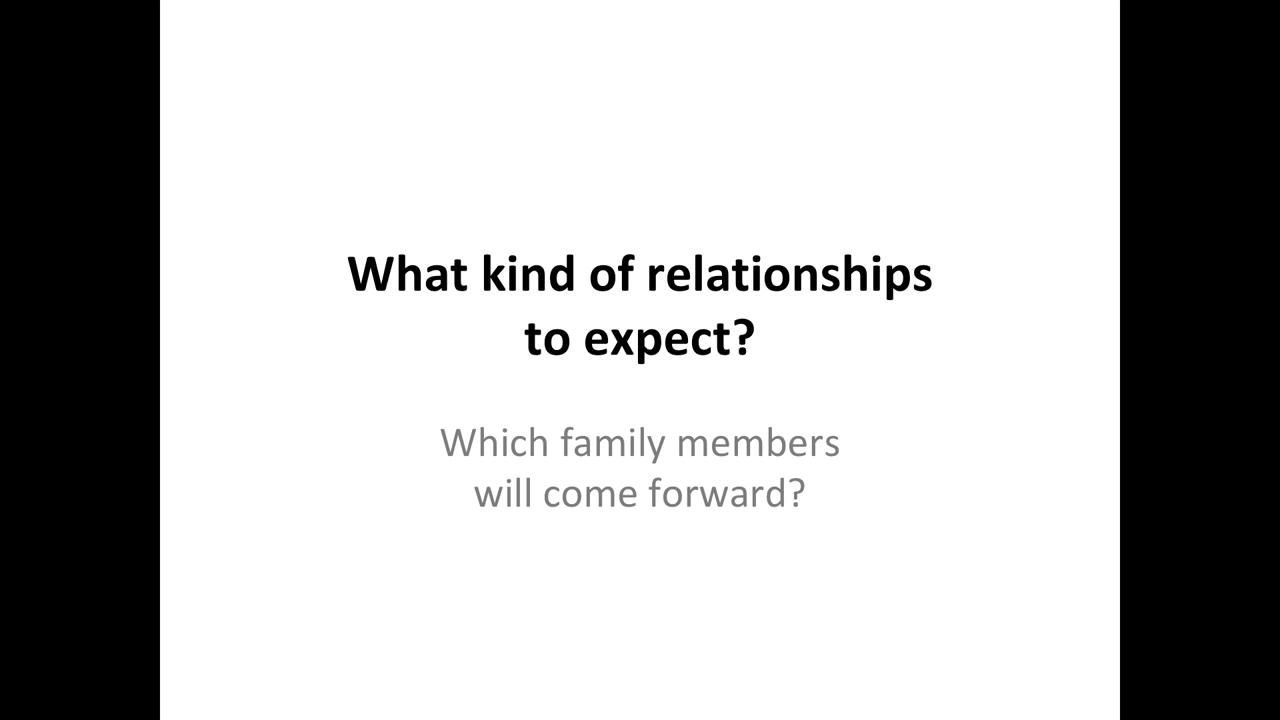 What kind of relationships
to expect?
Which family members
will come forward?